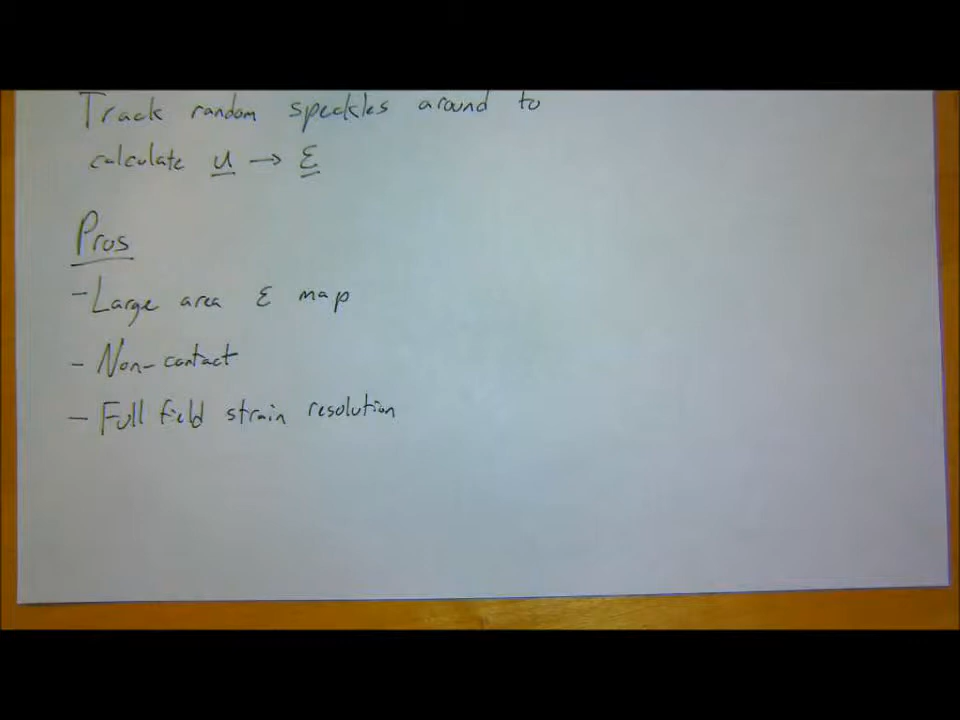 Track random speckles around to
calculate u → ε
Pros
- Large area ε map
- Non-contact
- Full field strain resolution